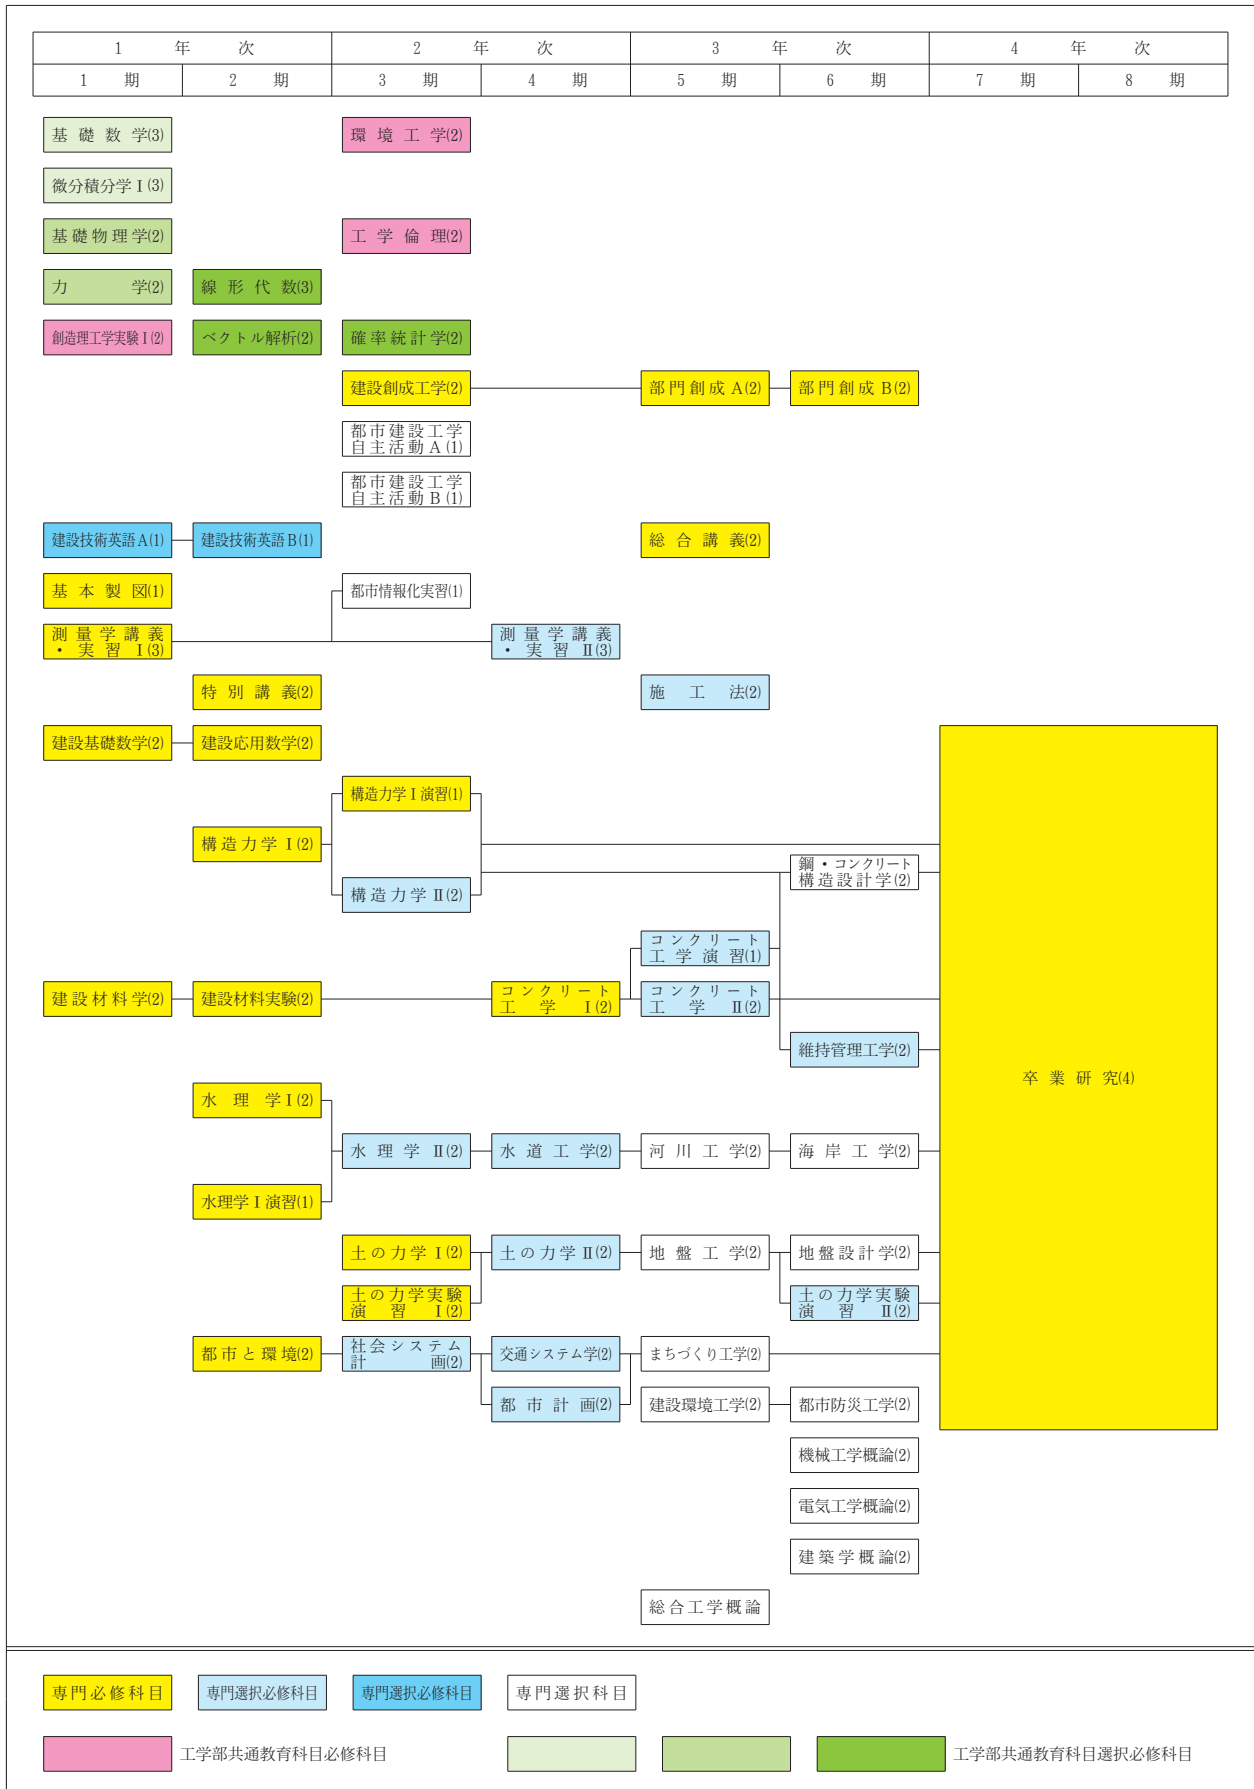 1 年 次
2 年 次
3 年 次
4 年 次
1 期
2 期
3 期
4 期
5 期
6 期
7 期
8 期
基礎数学(3)
環境工学(2)
微分積分学Ⅰ(3)
基礎物理学(2)
工学倫理(2)
力学(2)
線形代数(3)
創造理工学実験Ⅰ(2)
ベクトル解析(2)
確率統計学(2)
建設創成工学(2)
部門創成A(2)
部門創成B(2)
都市建設工学
自主活動A(1)
都市建設工学
自主活動B(1)
建設技術英語A(1)
建設技術英語B(1)
総合講義(2)
基本製図(1)
都市情報化実習(1)
測量学講義
・実習Ⅰ(3)
測量学講義
・実習Ⅱ(3)
特別講義(2)
施工法(2)
建設基礎数学(2)
建設応用数学(2)
構造力学Ⅰ演習(1)
構造力学Ⅰ(2)
鋼・コンクリート
構造設計学(2)
構造力学Ⅱ(2)
コンクリート
工学演習(1)
建設材料学(2)
建設材料実験(2)
コンクリート
工学Ⅰ(2)
コンクリート
工学Ⅱ(2)
維持管理工学(2)
卒業研究(4)
水理学Ⅰ(2)
水理学Ⅱ(2)
水道工学(2)
河川工学(2)
海岸工学(2)
水理学Ⅰ演習(1)
土の力学Ⅰ(2)
土の力学Ⅱ(2)
地盤工学(2)
地盤設計学(2)
土の力学実験
演習Ⅰ(2)
土の力学実験
演習Ⅱ(2)
都市と環境(2)
社会システム
計画(2)
交通システム学(2)
まちづくり工学(2)
都市計画(2)
建設環境工学(2)
都市防災工学(2)
機械工学概論(2)
電気工学概論(2)
建築学概論(2)
総合工学概論
専門必修科目
専門選択必修科目
専門選択必修科目
専門選択科目
工学部共通教育科目必修科目
工学部共通教育科目選択必修科目